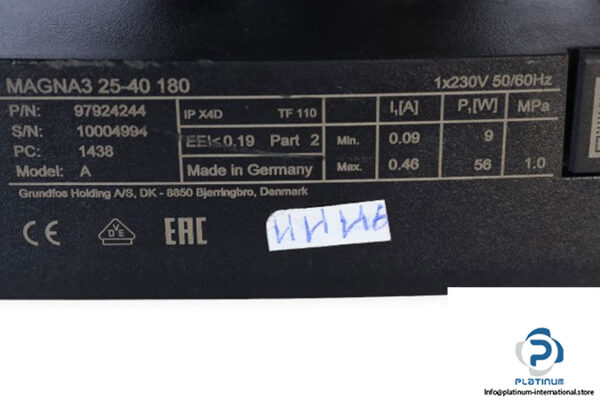 MAGNA3 25-40 180
1x230V 50/60Hz
P/N: 97924244
S/N: 10004994
PC: 1438
Model: A
IP X4D TF 110
EEI≤0.19 Part 2
Made in Germany
I₁[A] P₁[W] MPa
Min. 0.09 9
Max. 0.46 56 1.0
Grundfos Holding A/S, DK - 8850 Bjerringbro, Denmark
CE
VDE
EAC
PLATINUM
Info@platinum-international.store